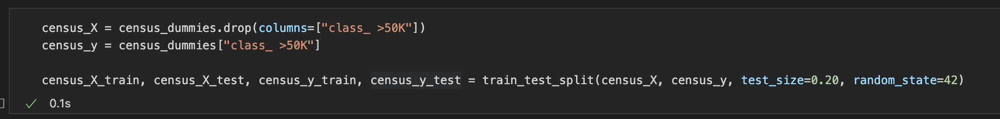 census_X = census_dummies.drop(columns=["class_ >50K"])
census_y = census_dummies["class_ >50K"]
census_X_train, census_X_test, census_y_train, census_y_test = train_test_split(census_X, census_y, test_size=0.20, random_state=42)
] ✓ 0.1s